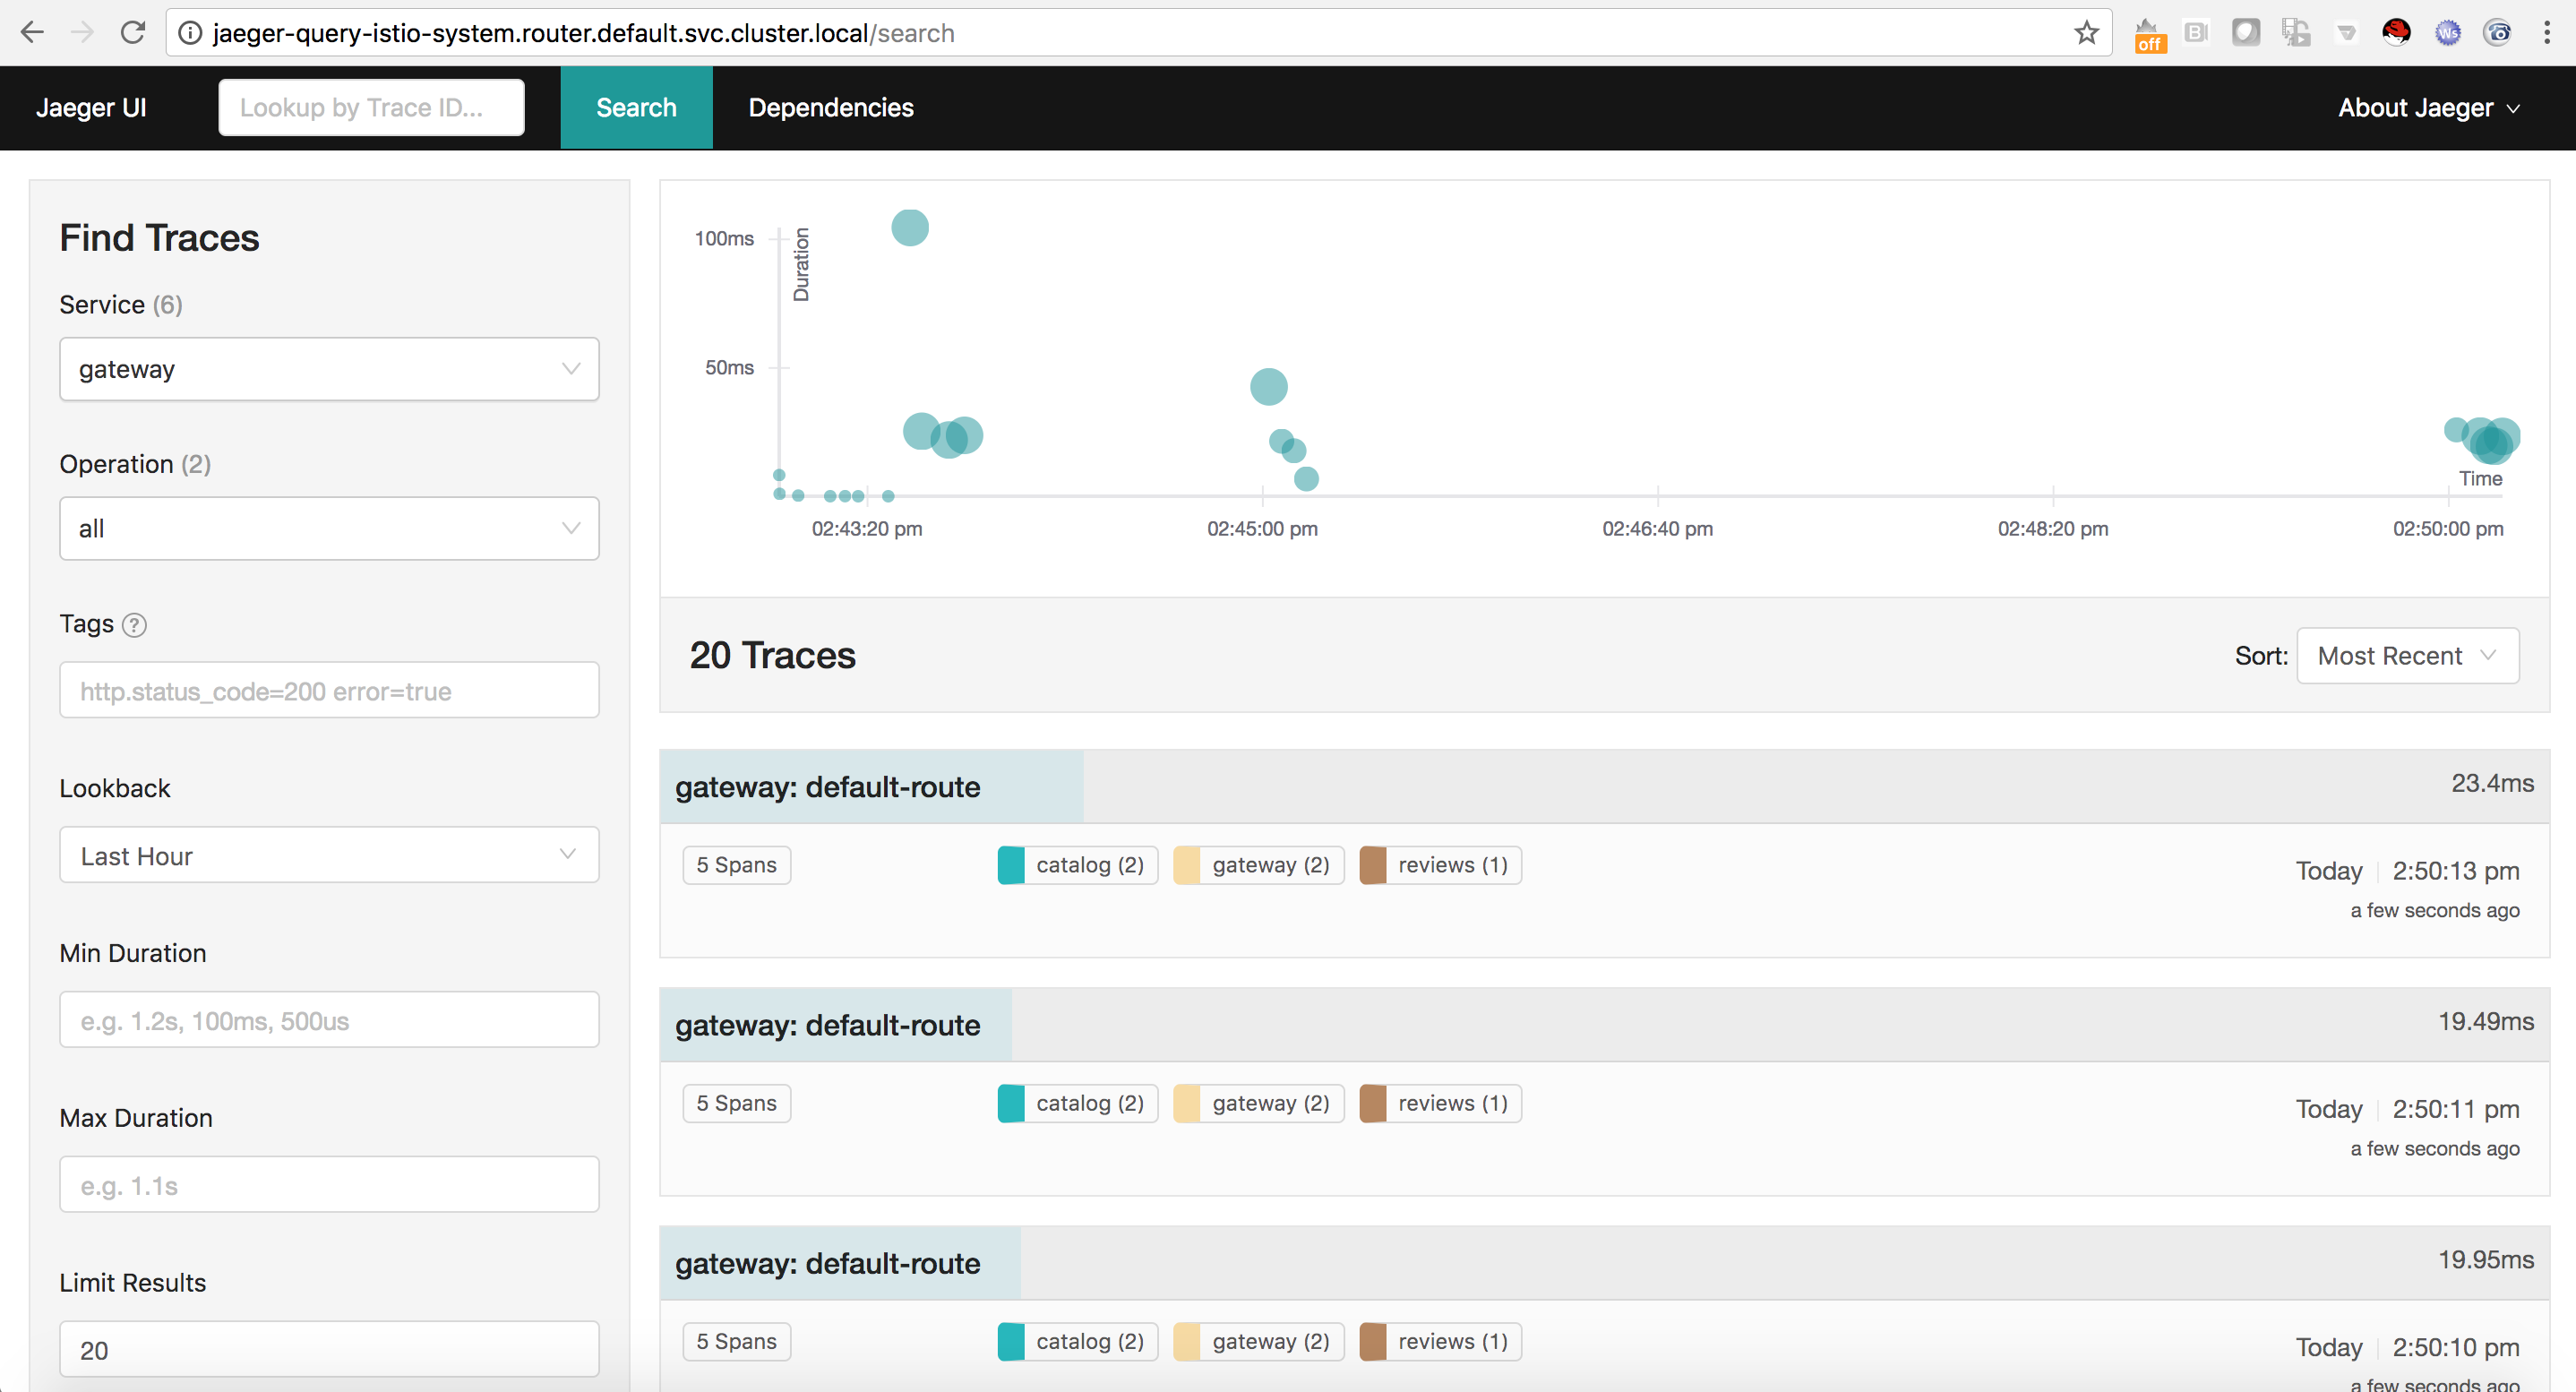 jaeger-query-istio-system.router.default.svc.cluster.local/search
off
Jaeger UI
Lookup by Trace ID...
Search
Dependencies
About Jaeger
Find Traces
Service (6)
gateway
Operation (2)
all
Tags ?
http.status_code=200 error=true
Lookback
Last Hour
Min Duration
e.g. 1.2s, 100ms, 500us
Max Duration
e.g. 1.1s
Limit Results
20
100ms
Duration
50ms
Time
02:43:20 pm
02:45:00 pm
02:46:40 pm
02:48:20 pm
02:50:00 pm
20 Traces
Sort: Most Recent
gateway: default-route
23.4ms
5 Spans
catalog (2)
gateway (2)
reviews (1)
Today 2:50:13 pm
a few seconds ago
gateway: default-route
19.49ms
5 Spans
catalog (2)
gateway (2)
reviews (1)
Today 2:50:11 pm
a few seconds ago
gateway: default-route
19.95ms
5 Spans
catalog (2)
gateway (2)
reviews (1)
Today 2:50:10 pm
a few seconds ago